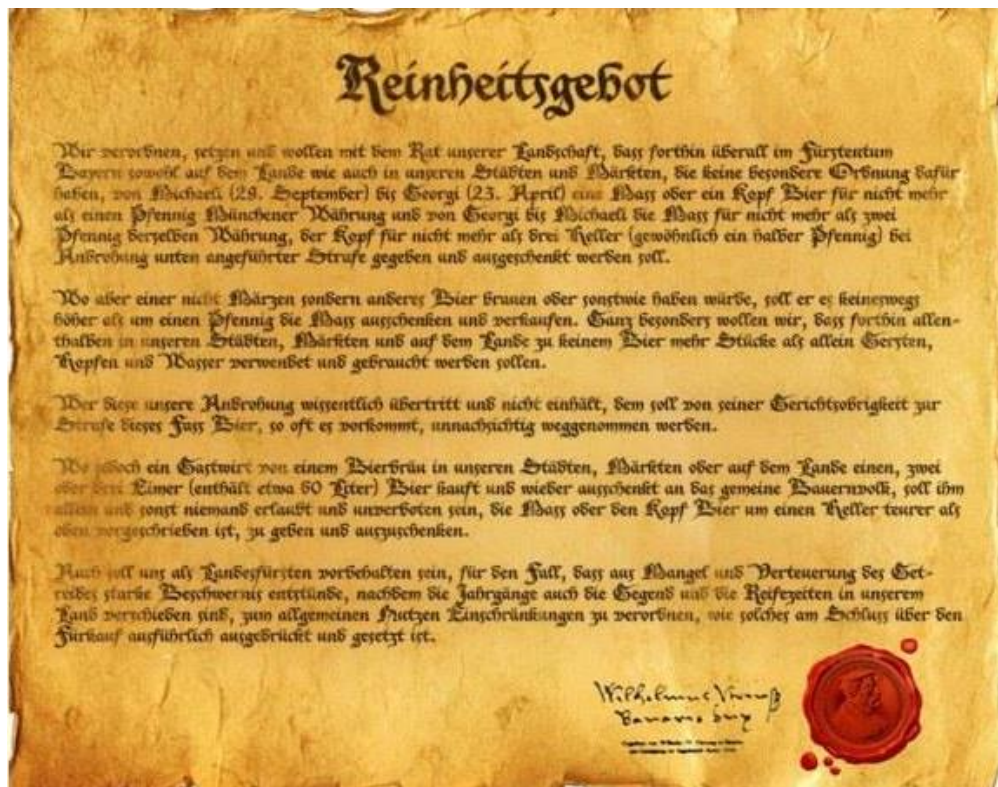 Reinheitsgebot
Wir verordnen, setzen und wollen mit dem Rat unserer Landschaft, dass forthin überall im Fürstentum
Bayern sowohl auf dem Lande wie auch in unseren Städten und Märkten, die keine besondere Ordnung dafür
haben, von Michaeli (29. September) bis Georgi (23. April) eine Mass oder ein Kopf Bier für nicht mehr
als einen Pfennig Münchener Währung und von Georgi bis Michaeli die Mass für nicht mehr als zwei
Pfennig derselben Währung, der Kopf für nicht mehr als drei Heller (gewöhnlich ein halber Pfennig) bei
Androhung unten angeführter Strafe gegeben und ausgeschenkt werden soll.
Wo aber einer nicht Märzen sondern anderes Bier brauen oder sonstwie haben würde, soll er es keineswegs
höher als um einen Pfennig die Mass ausschenken und verkaufen. Ganz besonders wollen wir, dass forthin allen-
thalben in unseren Städten, Märkten und auf dem Lande zu keinem Bier mehr Stücke als allein Gersten,
Hopfen und Wasser verwendet und gebraucht werden sollen.
Wer diese unsere Androhung wissentlich übertritt und nicht einhält, dem soll von seiner Gerichtsobrigkeit zur
Strafe dieses Fass Bier, so oft es vorkommt, unnachsichtig weggenommen werden.
Wo jedoch ein Gastwirt von einem Bierbräu in unseren Städten, Märkten oder auf dem Lande einen, zwei
oder drei Eimer (enthält etwa 60 Liter) Bier kauft und wieder ausschenkt an das gemeine Bauernvolk, soll ihm
allein und sonst niemand erlaubt und unverboten sein, die Mass oder den Kopf Bier um einen Heller teurer als
oben vorgeschrieben ist, zu geben und auszuschenken.
Auch soll uns als Landesfürsten vorbehalten sein, für den Fall, dass aus Mangel und Verteuerung des Get-
reides starke Beschwernis entstünde, nachdem die Jahrgänge auch die Gegend und die Reifezeiten in unserem
Land verschieden sind, zum allgemeinen Nutzen Einschränkungen zu verordnen, wie solches am Schluss über den
Fürkauf ausführlich ausgedrückt und gesetzt ist.
Wilhelmus